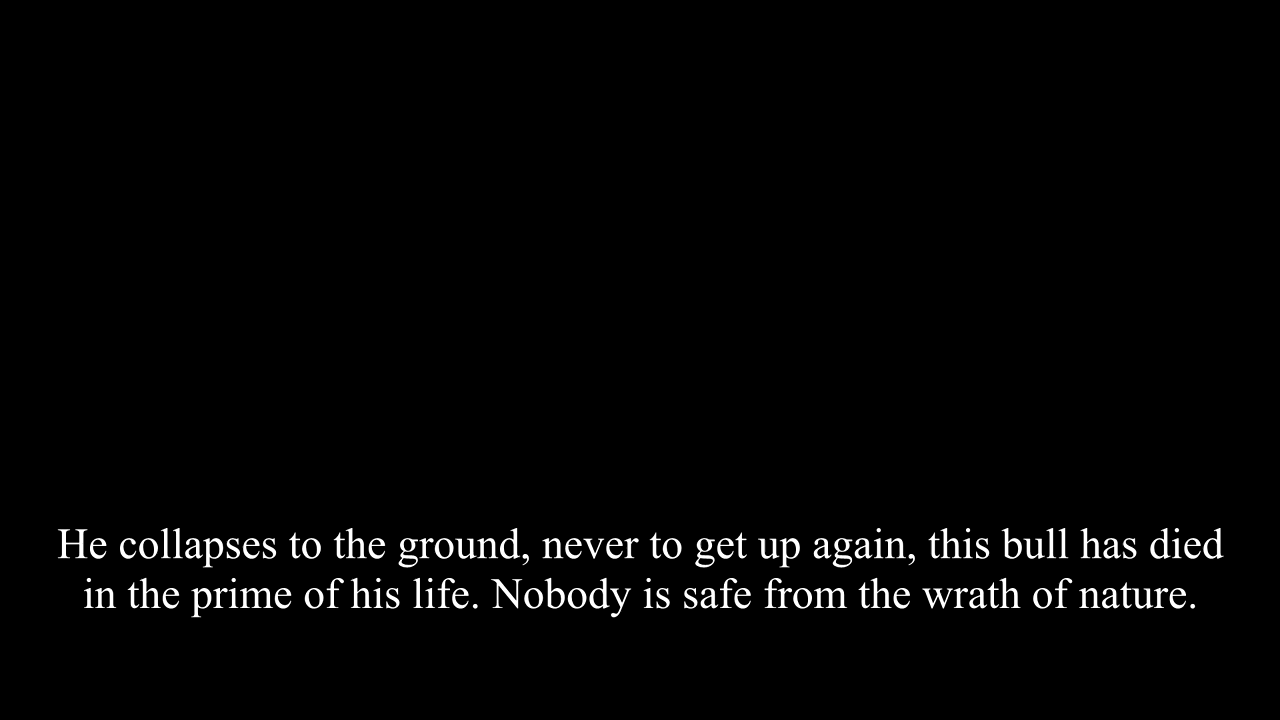 He collapses to the ground, never to get up again, this bull has died
in the prime of his life. Nobody is safe from the wrath of nature.